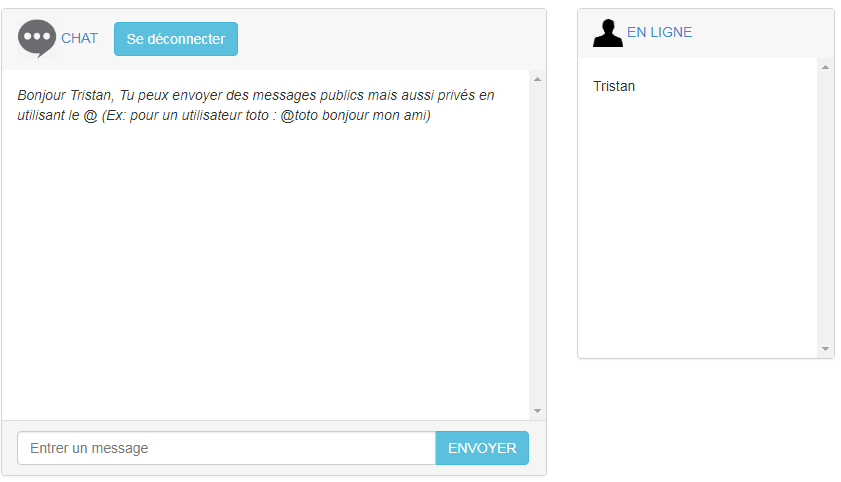 CHAT
Se déconnecter
Bonjour Tristan, Tu peux envoyer des messages publics mais aussi privés en
utilisant le @ (Ex: pour un utilisateur toto : @toto bonjour mon ami)
Entrer un message
ENVOYER
EN LIGNE
Tristan